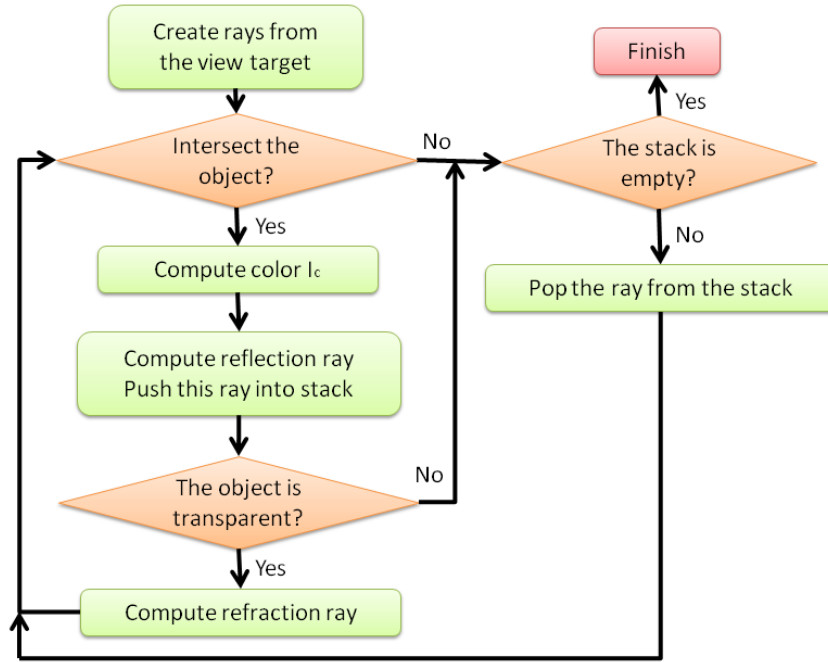 Create rays from
the view target
Finish
Yes
Intersect the
object?
No
The stack is
empty?
Yes
No
Compute color Ic
Pop the ray from the stack
Compute reflection ray
Push this ray into stack
No
The object is
transparent?
Yes
Compute refraction ray